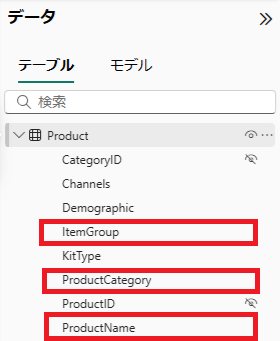 データ
テーブル モデル
検索
Product
CategoryID
Channels
Demographic
ItemGroup
KitType
ProductCategory
ProductID
ProductName